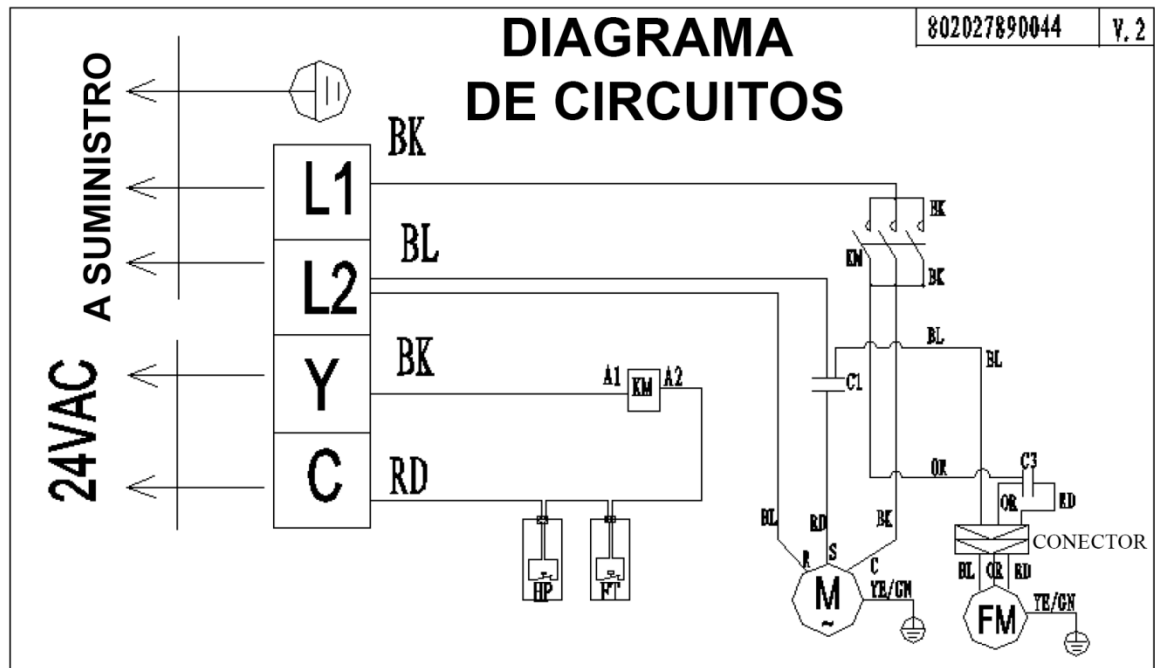 DIAGRAMA
DE CIRCUITOS
802027890044 V.2
A SUMINISTRO
24VAC
L1
L2
Y
C
BK
BL
BK
RD
A1 KM A2
HP
FT
BK
KM
BK
BL
BL
C1
OR
C3
OR
RD
CONECTOR
BL
RD
BK
R
S
C
M
~
YE/GN
BL OR RD
FM
YE/GN